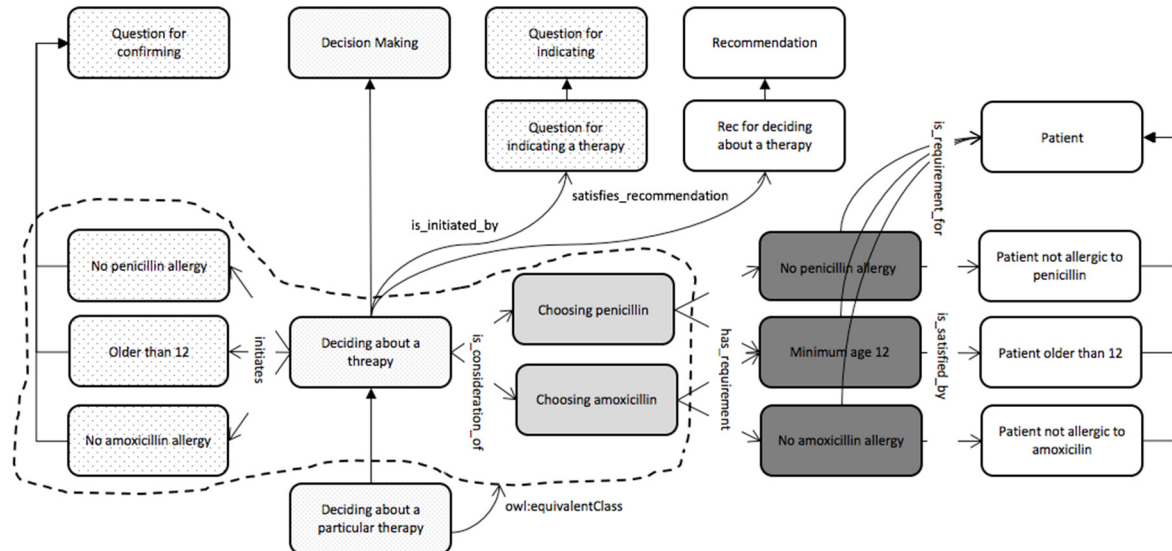 Question for
confirming
Decision Making
Question for
indicating
Recommendation
Question for
indicating a therapy
Rec for deciding
about a therapy
Patient
is_requirement_for
satisfies_recommendation
is_initiated_by
No penicillin allergy
No penicillin allergy
Patient not allergic to
penicillin
Choosing penicillin
Older than 12
initiates
Deciding about a
threapy
is_consideration_of
has_requirement
Minimum age 12
is_satisfied_by
Patient older than 12
Choosing amoxicillin
No amoxicillin allergy
No amoxicillin allergy
Patient not allergic to
amoxicilin
Deciding about a
particular therapy
owl:equivalentClass